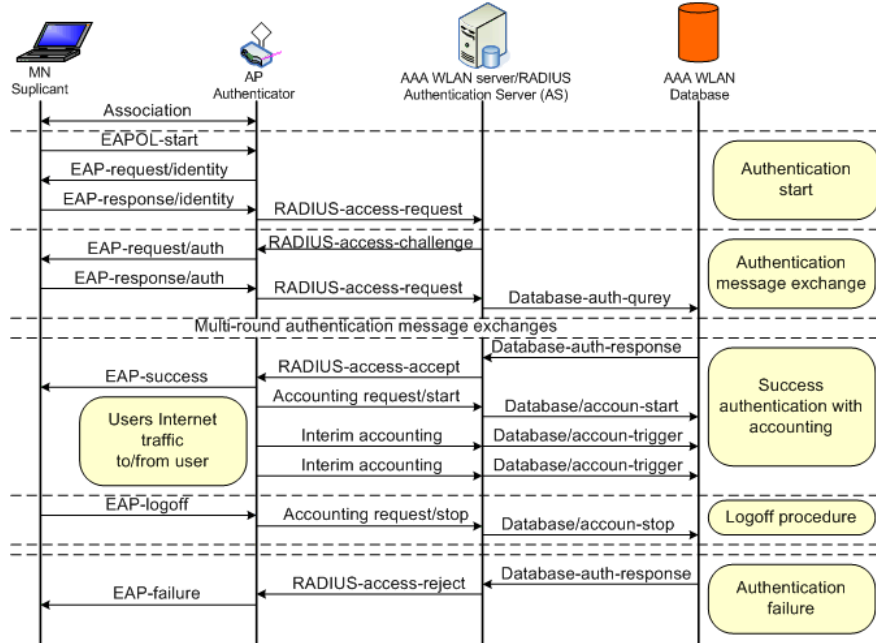 MN
Suplicant
AP
Authenticator
AAA WLAN server/RADIUS
Authentication Server (AS)
AAA WLAN
Database
Association
EAPOL-start
EAP-request/identity
EAP-response/identity
RADIUS-access-request
Authentication
start
RADIUS-access-challenge
EAP-request/auth
EAP-response/auth
RADIUS-access-request
Database-auth-qurey
Authentication
message exchange
Multi-round authentication message exchanges
Database-auth-response
RADIUS-access-accept
EAP-success
Accounting request/start
Database/accoun-start
Users Internet
traffic
to/from user
Interim accounting
Database/accoun-trigger
Interim accounting
Database/accoun-trigger
Success
authentication with
accounting
EAP-logoff
Accounting request/stop
Database/accoun-stop
Logoff procedure
Database-auth-response
RADIUS-access-reject
EAP-failure
Authentication
failure